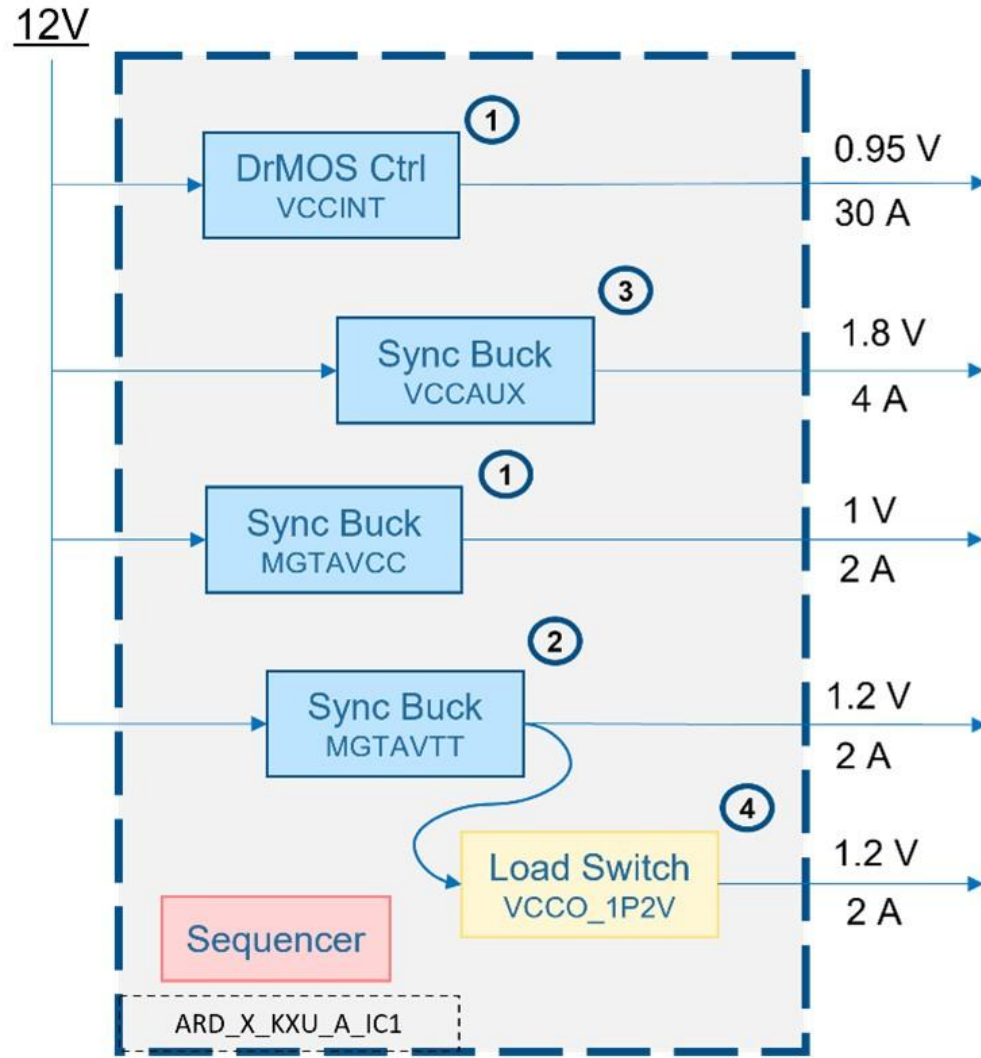 12V
1
DrMOS Ctrl
VCCINT
0.95 V
30 A
3
Sync Buck
VCCAUX
1.8 V
4 A
1
Sync Buck
MGTAVCC
1 V
2 A
2
Sync Buck
MGTAVTT
1.2 V
2 A
4
Load Switch
VCCO_1P2V
1.2 V
2 A
Sequencer
ARD_X_KXU_A_IC1